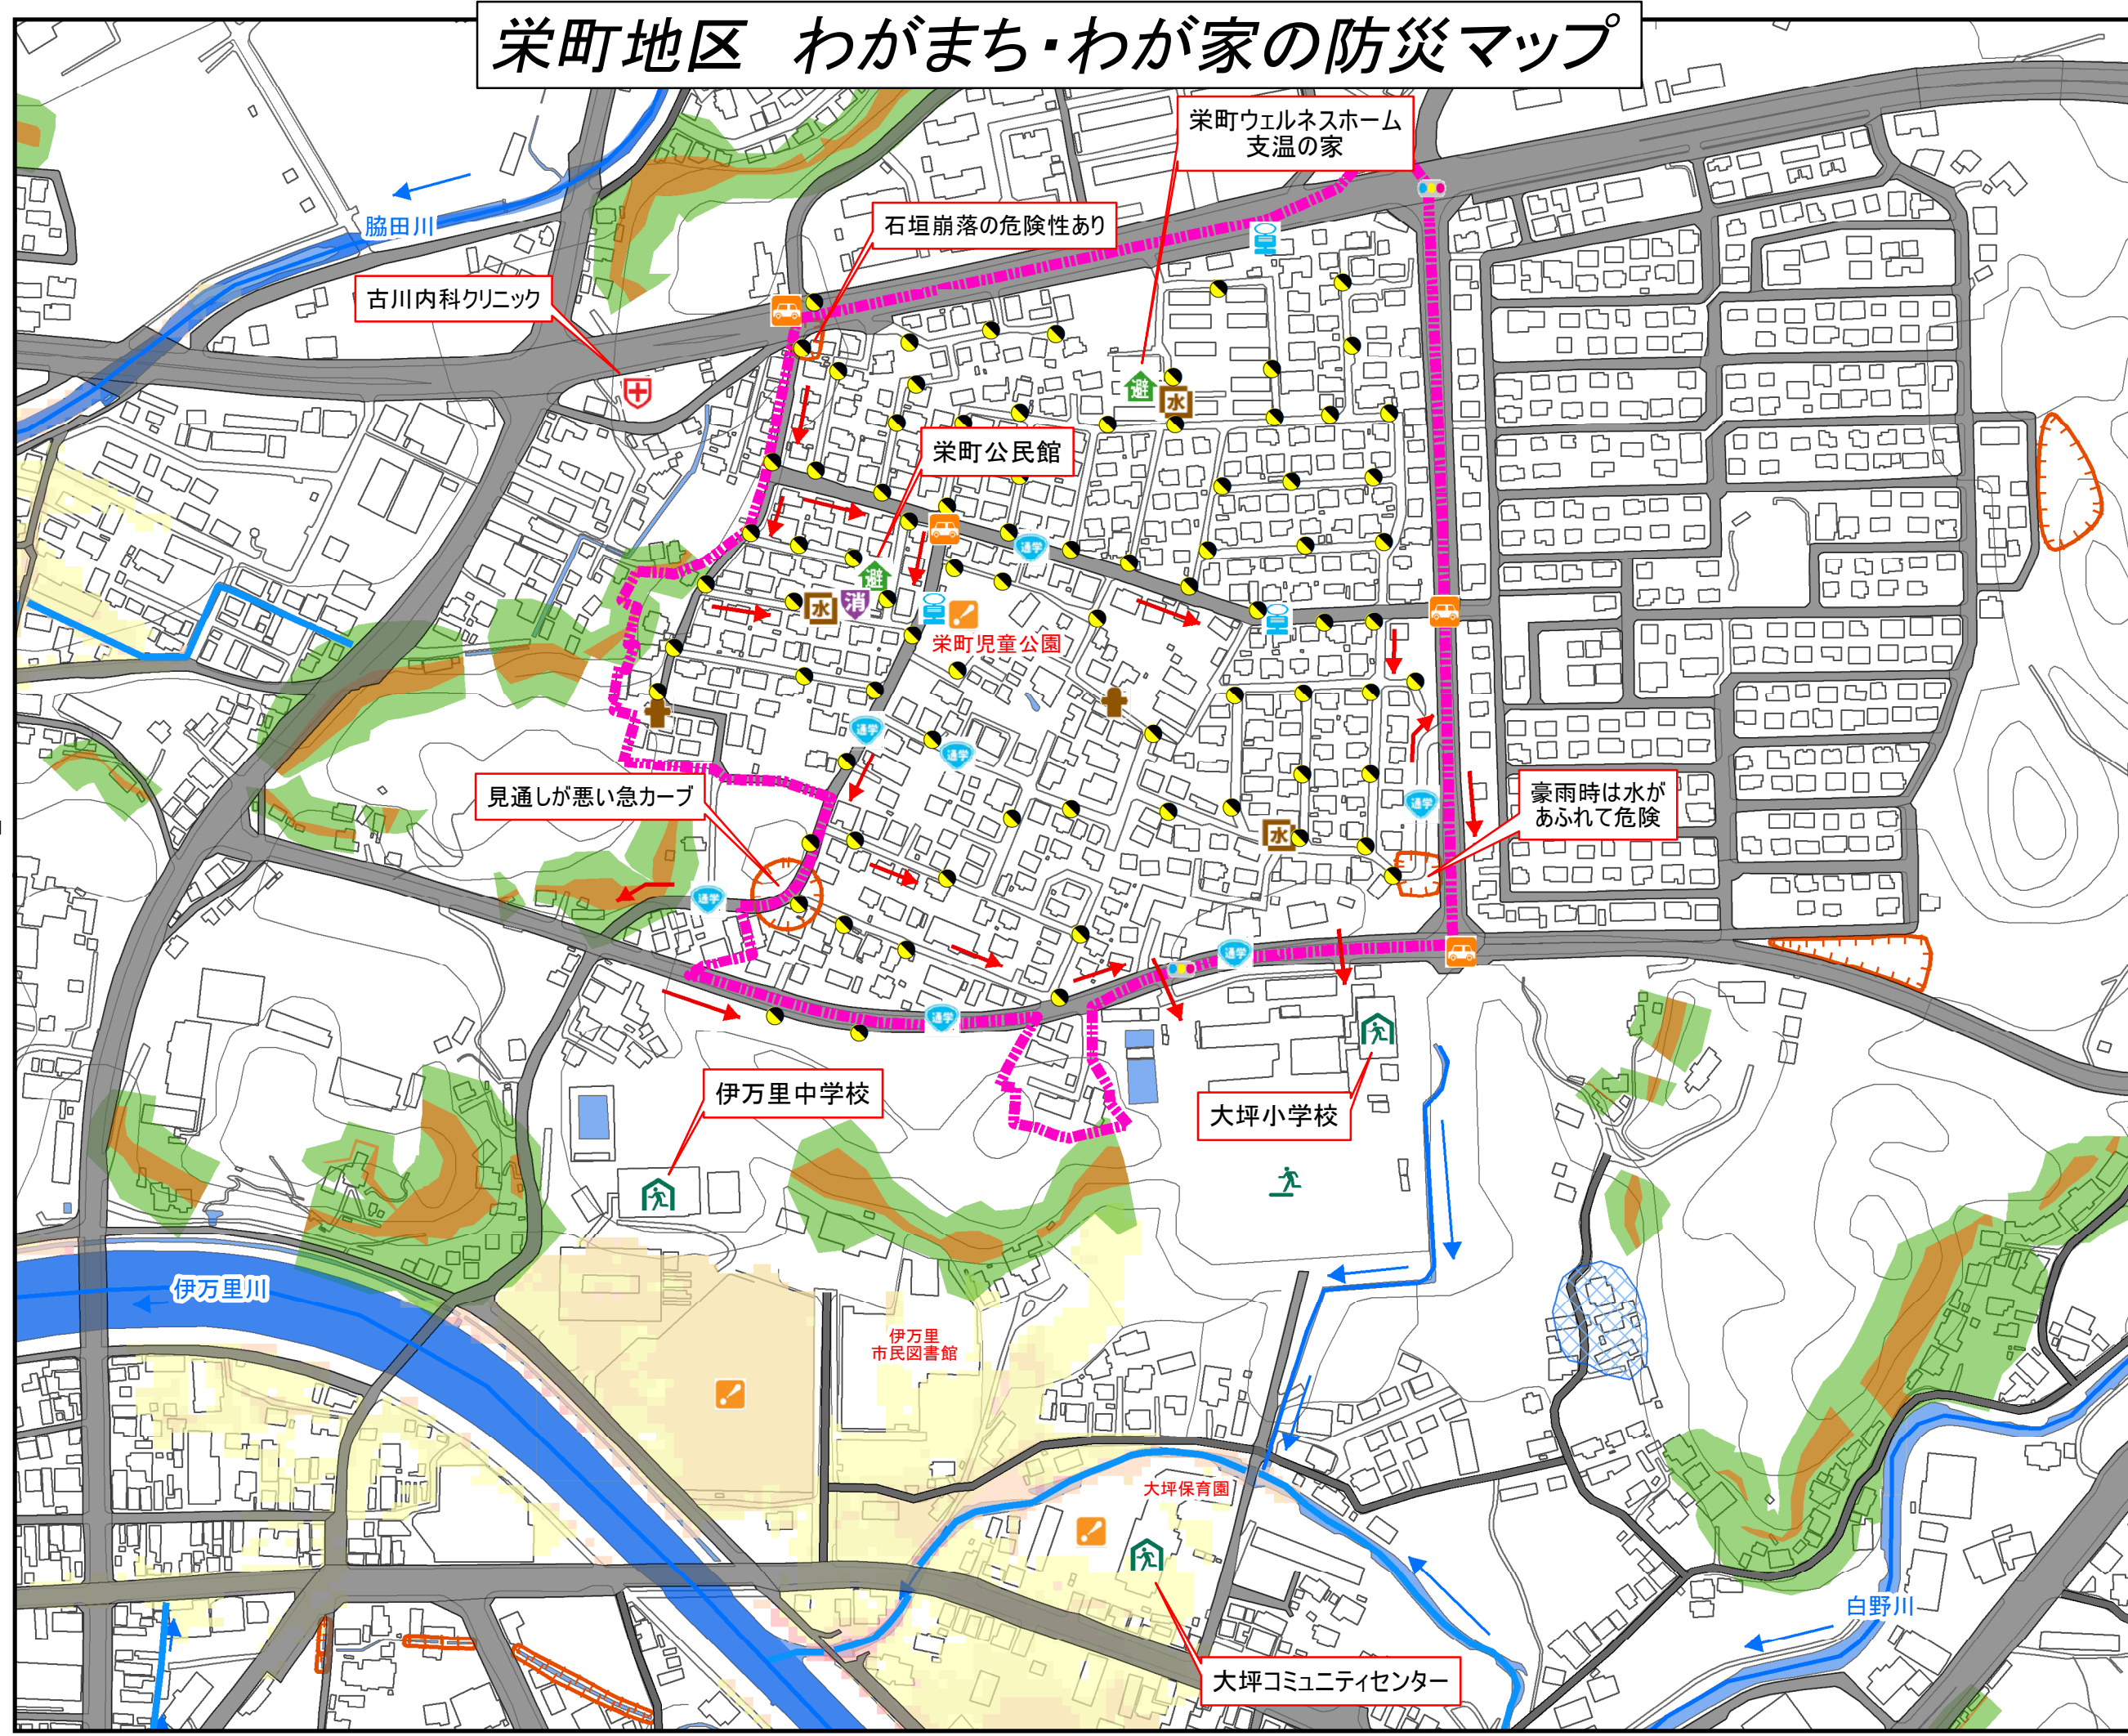 栄町地区 わがまち・わが家の防災マップ
栄町ウェルネスホーム
支温の家
脇田川
石垣崩落の危険性あり
古川内科クリニック
避
水
栄町公民館
通学
避
水
消
通学
栄町児童公園
通学
通学
見通しが悪い急カーブ
豪雨時は水が
あふれて危険
通学
水
通学
通学
通学
伊万里中学校
大坪小学校
伊万里川
伊万里
市民図書館
大坪保育園
白野川
大坪コミュニティセンター